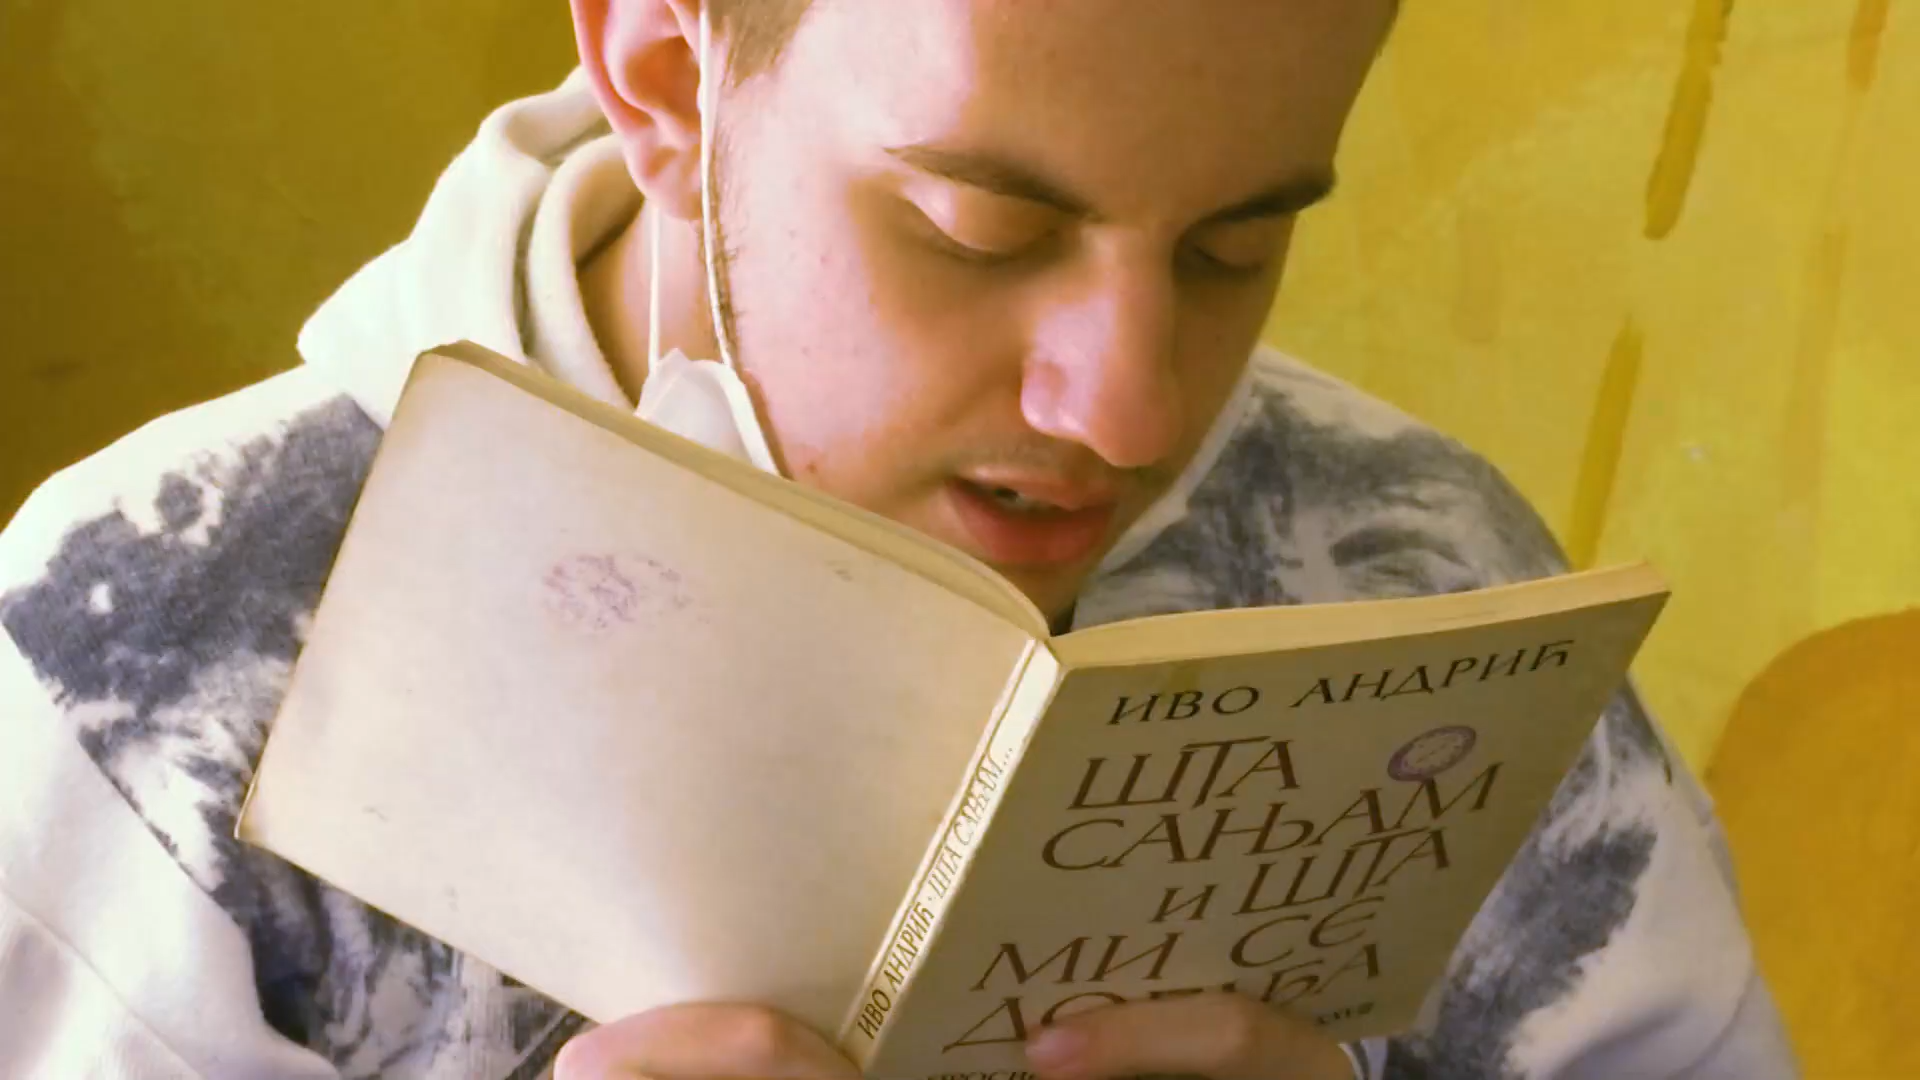 ИВО АНДРИЋ · ШТА САЊАМ...
ИВО АНДРИЋ
ШТА
САЊАМ
И ШТА
МИ СЕ